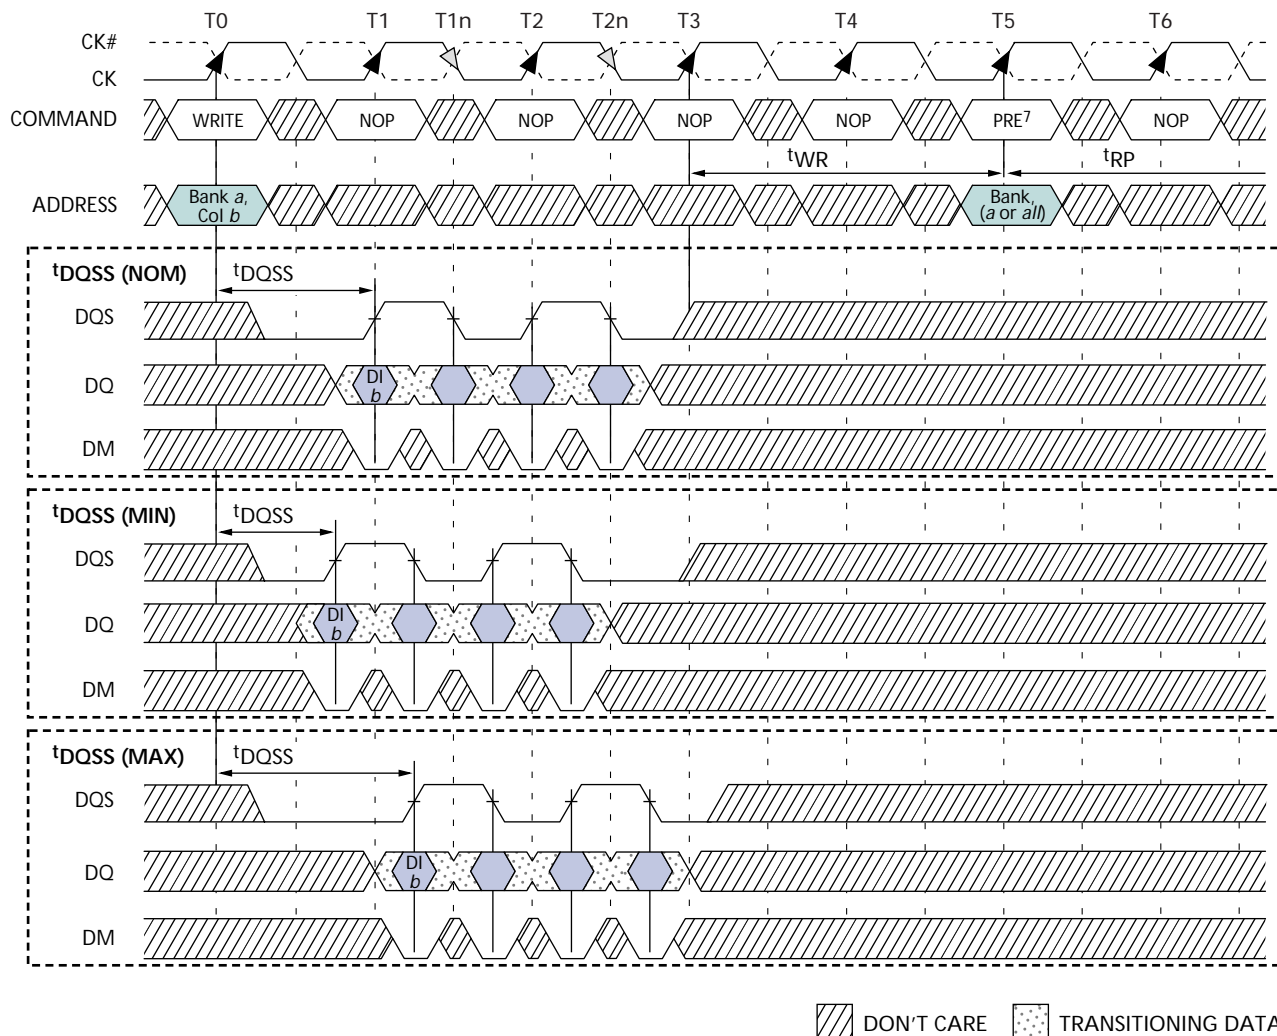 T0 T1 T1n T2 T2n T3 T4 T5 T6
CK#
CK
COMMAND WRITE NOP NOP NOP NOP PRE7 NOP
tWR tRP
ADDRESS Bank a, Col b Bank, (a or all)
tDQSS (NOM) tDQSS
DQS
DQ DI b
DM
tDQSS (MIN) tDQSS
DQS
DQ DI b
DM
tDQSS (MAX) tDQSS
DQS
DQ DI b
DM
DON'T CARE TRANSITIONING DATA